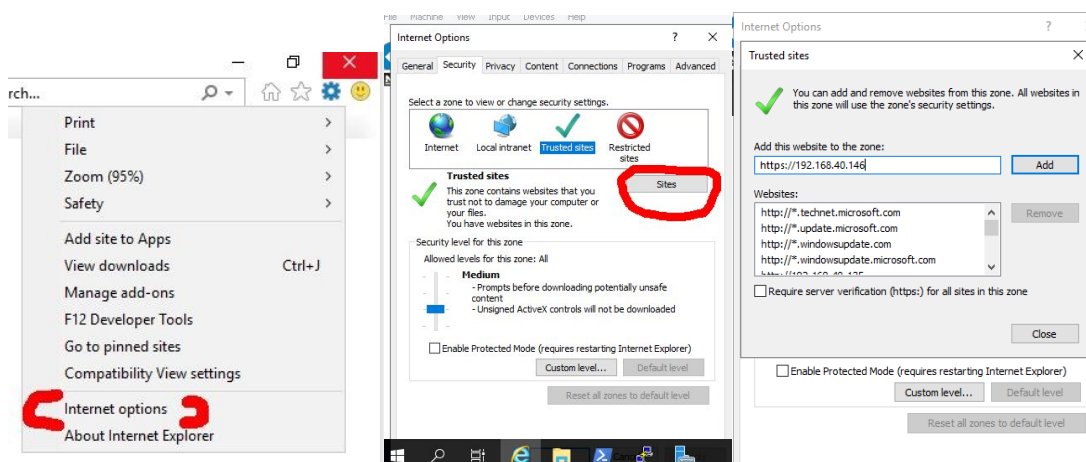 rch...
Print
File
Zoom (95%)
Safety
Add site to Apps
View downloads Ctrl+J
Manage add-ons
F12 Developer Tools
Go to pinned sites
Compatibility View settings
Internet options
About Internet Explorer
File Machine View Input Devices Help
Internet Options ? X
General Security Privacy Content Connections Programs Advanced
Select a zone to view or change security settings.
Internet Local intranet Trusted sites Restricted sites
Trusted sites
This zone contains websites that you
trust not to damage your computer or
your files.
You have websites in this zone.
Sites
Security level for this zone
Allowed levels for this zone: All
Medium
- Prompts before downloading potentially unsafe
content
- Unsigned ActiveX controls will not be downloaded
Enable Protected Mode (requires restarting Internet Explorer)
Custom level... Default level
Reset all zones to default level
Internet Options ?
Trusted sites X
You can add and remove websites from this zone. All websites in
this zone will use the zone's security settings.
Add this website to the zone:
https://192.168.40.146 Add
Websites:
http://*.technet.microsoft.com Remove
http://*.update.microsoft.com
http://*.windowsupdate.com
http://*.windowsupdate.microsoft.com
http://192.168.40.135
Require server verification (https:) for all sites in this zone
Close
Enable Protected Mode (requires restarting Internet Explorer)
Custom level... Default level
Reset all zones to default level